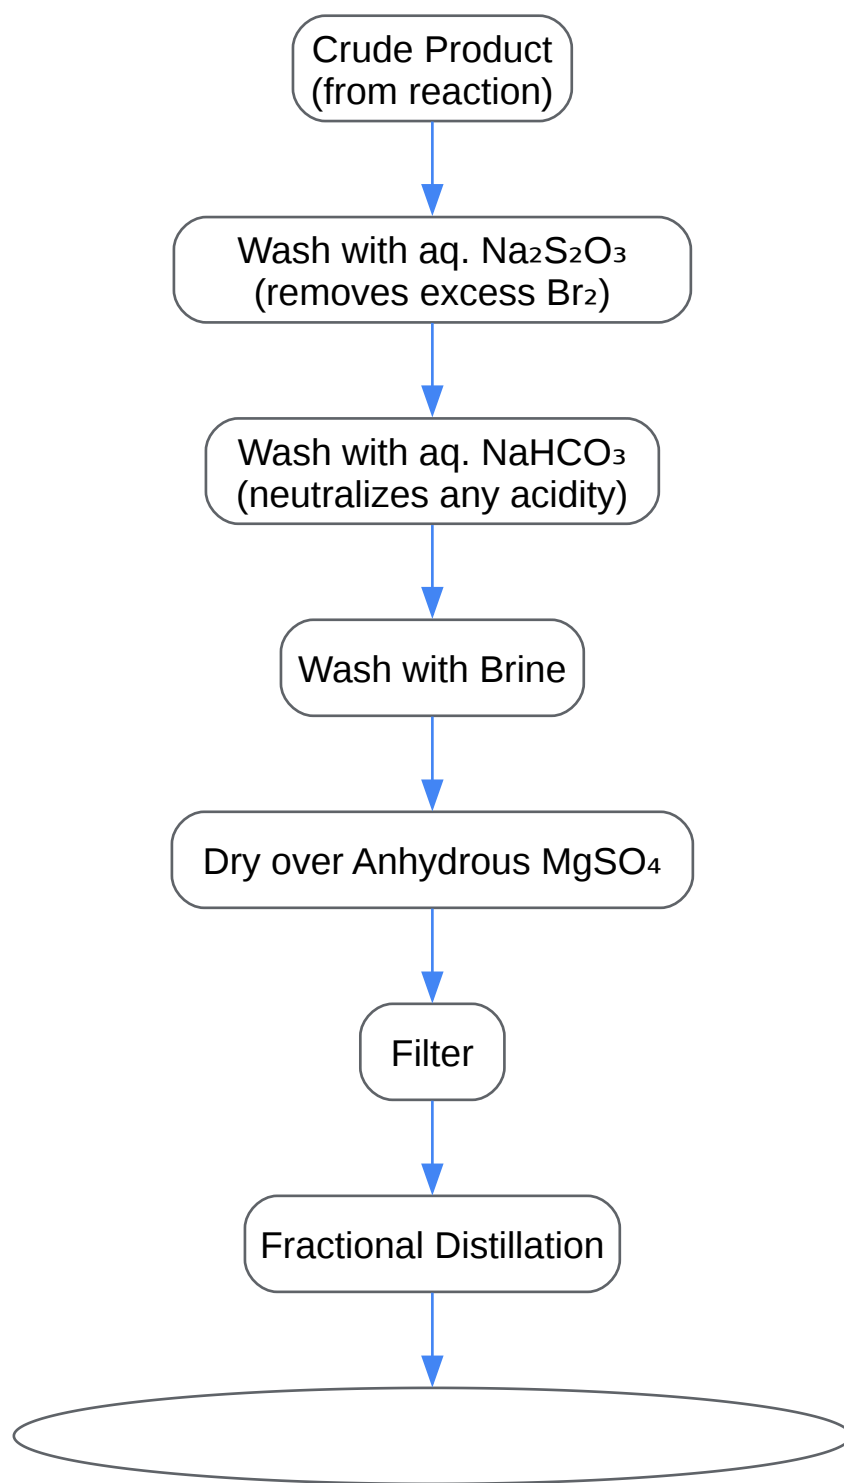 Crude Product
(from reaction)
Wash with aq. Na₂S₂O₃
(removes excess Br₂)
Wash with aq. NaHCO₃
(neutralizes any acidity)
Wash with Brine
Dry over Anhydrous MgSO₄
Filter
Fractional Distillation